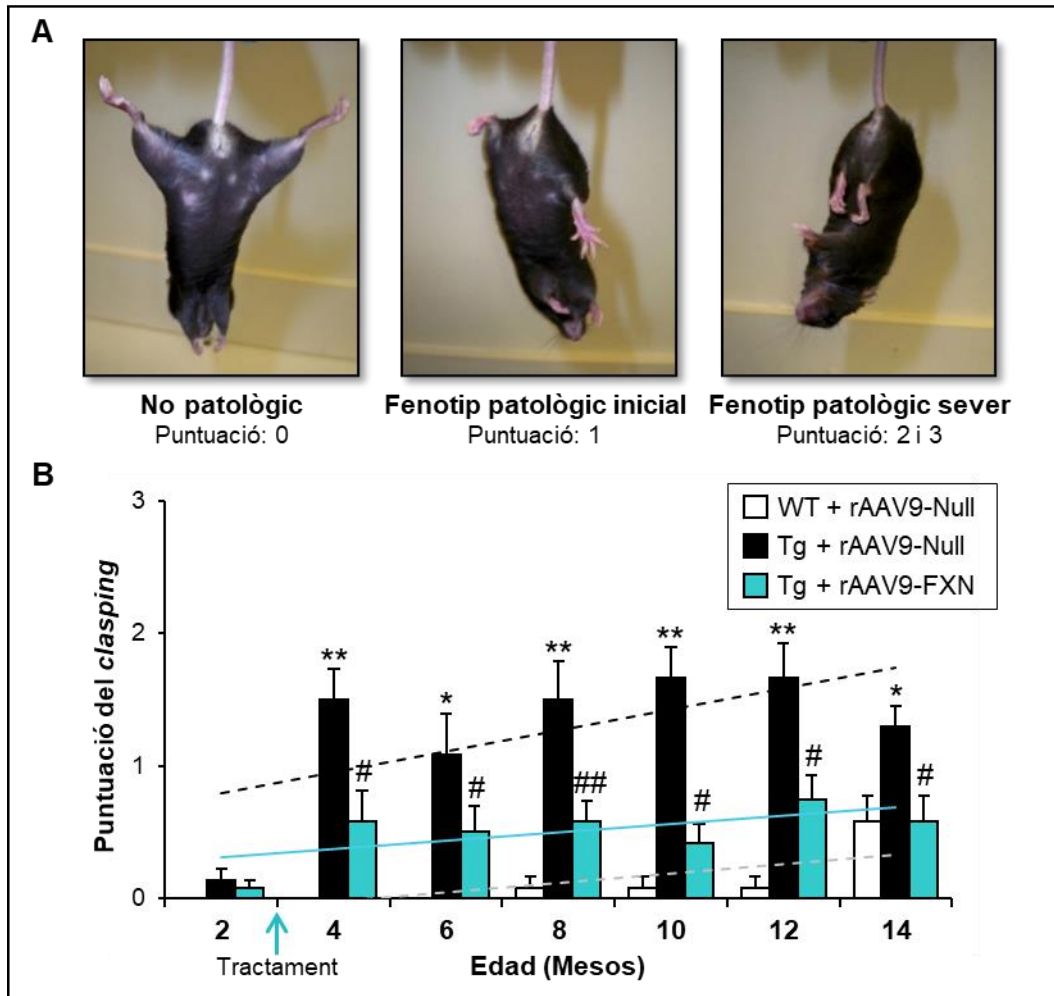 A
No patològic
Puntuació: 0
Fenotip patològic inicial
Puntuació: 1
Fenotip patològic sever
Puntuació: 2 i 3
B
WT + rAAV9-Null
Tg + rAAV9-Null
Tg + rAAV9-FXN
Puntuació del clasping
3
2
1
0
**
*
**
**
**
*
#
#
##
#
#
#
2
4
6
8
10
12
14
Tractament
Edad (Mesos)